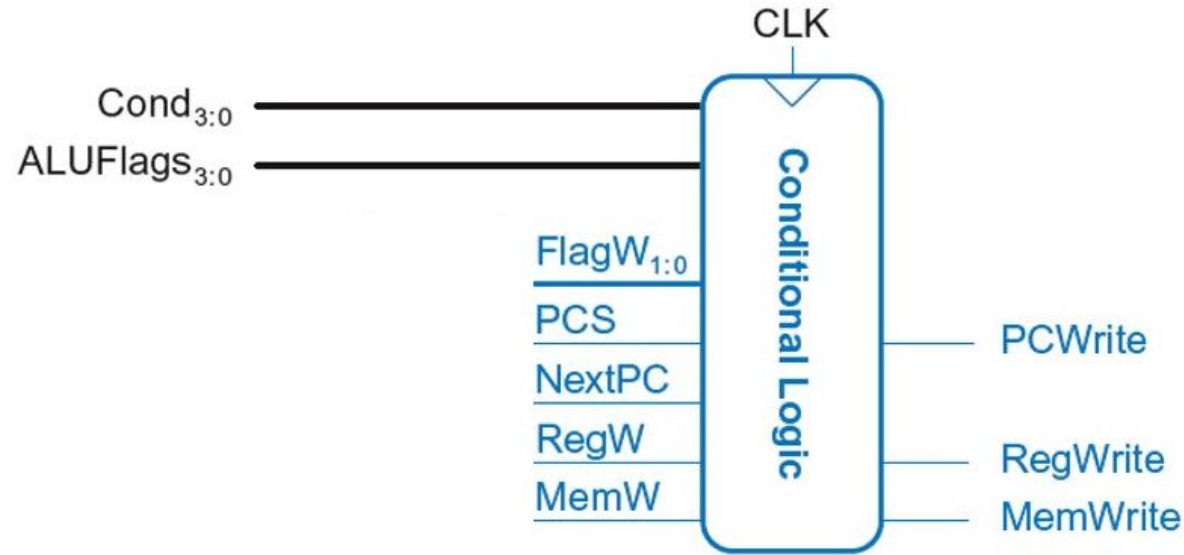 CLK
Cond3:0
ALUFlags3:0
Conditional Logic
FlagW1:0
PCS
NextPC
RegW
MemW
PCWrite
RegWrite
MemWrite